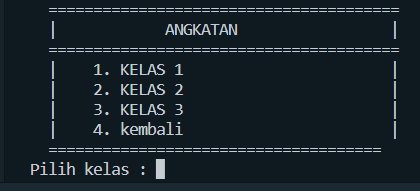 ======================================
|            ANGKATAN                |
======================================
|    1. KELAS 1                      |
|    2. KELAS 2                      |
|    3. KELAS 3                      |
|    4. kembali                      |
====================================
Pilih kelas :